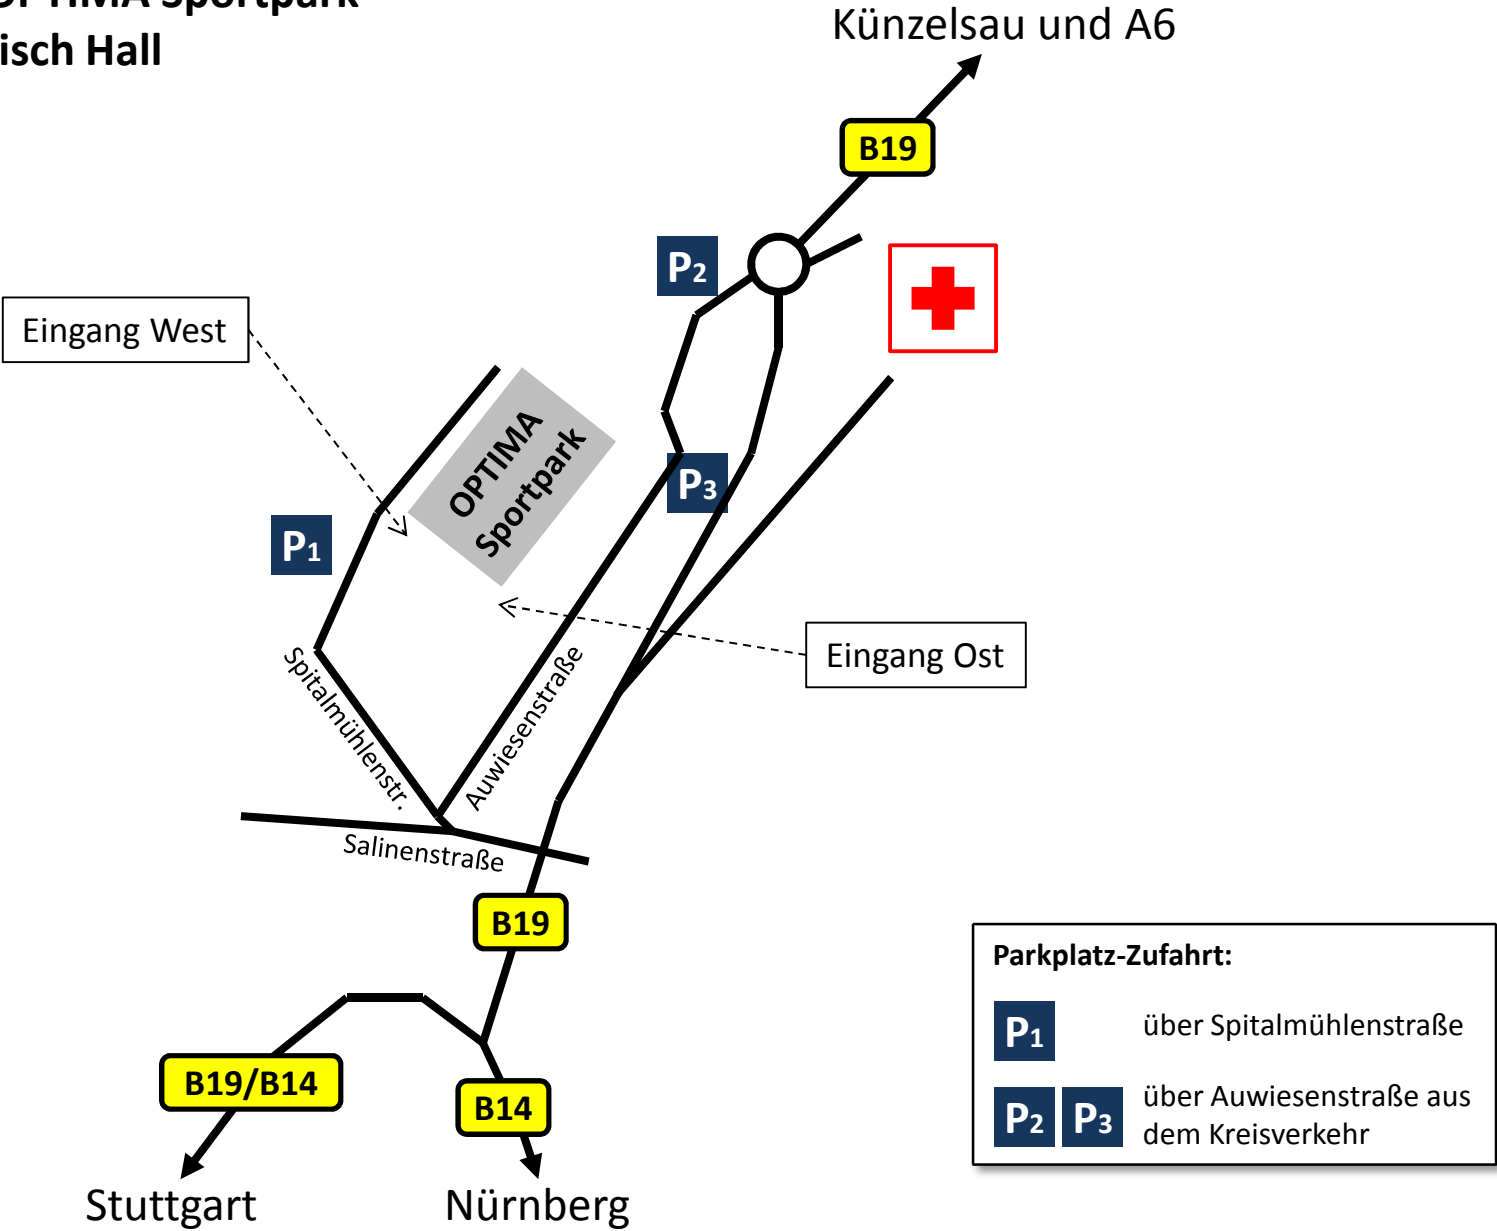 Sportpark
isch Hall
Künzelsau und A6
B19
P2
Eingang West
OPTIMA
Sportpark
P3
P1
Eingang Ost
Spitalmühlenstr.
Auwiesenstraße
Salinenstraße
B19
Parkplatz-Zufahrt:
P1 über Spitalmühlenstraße
P2 P3 über Auwiesenstraße aus
dem Kreisverkehr
B19/B14
B14
Stuttgart
Nürnberg